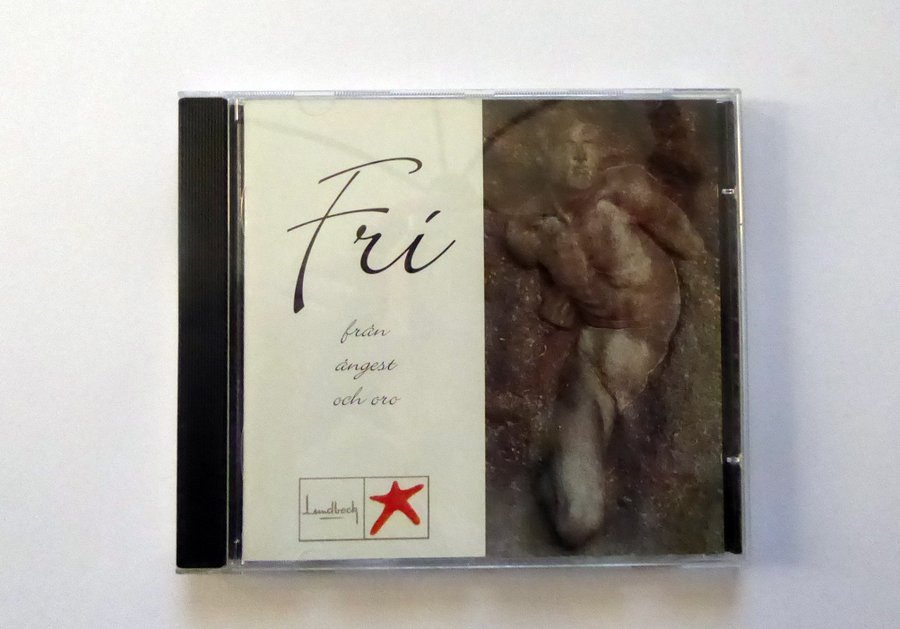 Fri
från
ångest
och oro
Lundbeck